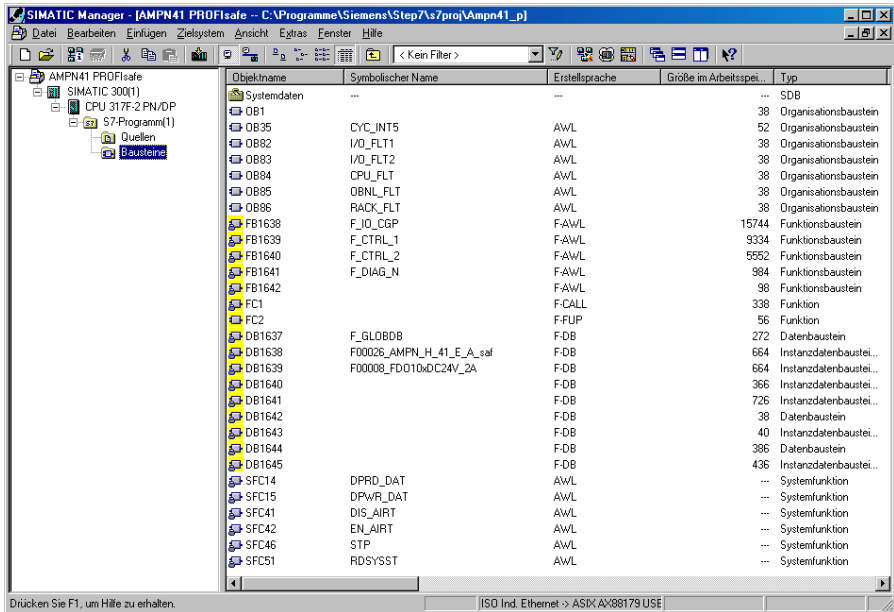 SIMATIC Manager - [AMPN41 PROFIsafe -- C:\Programme\Siemens\Step7\s7proj\Ampn41_p]
Datei Bearbeiten Einfügen Zielsystem Ansicht Extras Fenster Hilfe
< Kein Filter >
AMPN41 PROFIsafe
SIMATIC 300(1)
CPU 317F-2 PN/DP
S7-Programm(1)
Quellen
Bausteine
Objektname Symbolischer Name Erstellsprache Größe im Arbeitsspei... Typ
Systemdaten --- --- --- SDB
OB1 38 Organisationsbaustein
OB35 CYC_INT5 AWL 52 Organisationsbaustein
OB82 I/O_FLT1 AWL 38 Organisationsbaustein
OB83 I/O_FLT2 AWL 38 Organisationsbaustein
OB84 CPU_FLT AWL 38 Organisationsbaustein
OB85 OBNL_FLT AWL 38 Organisationsbaustein
OB86 RACK_FLT AWL 38 Organisationsbaustein
FB1638 F_IO_CGP F-AWL 15744 Funktionsbaustein
FB1639 F_CTRL_1 F-AWL 9334 Funktionsbaustein
FB1640 F_CTRL_2 F-AWL 5552 Funktionsbaustein
FB1641 F_DIAG_N F-AWL 984 Funktionsbaustein
FB1642 F-AWL 98 Funktionsbaustein
FC1 F-CALL 338 Funktion
FC2 F-FUP 56 Funktion
DB1637 F_GLOBDB F-DB 272 Datenbaustein
DB1638 F00026_AMPN_H_41_E_A_saf F-DB 664 Instanzdatenbaustei...
DB1639 F00008_FDO10xDC24V_2A F-DB 664 Instanzdatenbaustei...
DB1640 F-DB 366 Instanzdatenbaustei...
DB1641 F-DB 726 Instanzdatenbaustei...
DB1642 F-DB 38 Datenbaustein
DB1643 F-DB 40 Instanzdatenbaustei...
DB1644 F-DB 386 Datenbaustein
DB1645 F-DB 436 Instanzdatenbaustei...
SFC14 DPRD_DAT AWL --- Systemfunktion
SFC15 DPWR_DAT AWL --- Systemfunktion
SFC41 DIS_AIRT AWL --- Systemfunktion
SFC42 EN_AIRT AWL --- Systemfunktion
SFC46 STP AWL --- Systemfunktion
SFC51 RDSYSST AWL --- Systemfunktion
Drücken Sie F1, um Hilfe zu erhalten. ISO Ind. Ethernet -> ASIX AX88179 USE